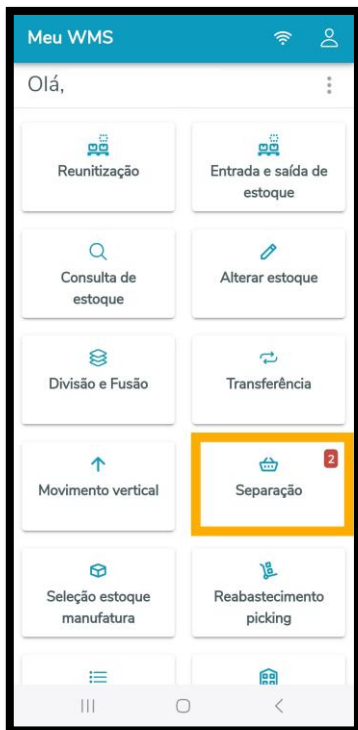 Meu WMS
Olá,
Reunitização
Entrada e saída de
estoque
Consulta de
estoque
Alterar estoque
Divisão e Fusão
Transferência
Movimento vertical
2
Separação
Seleção estoque
manufatura
Reabastecimento
picking